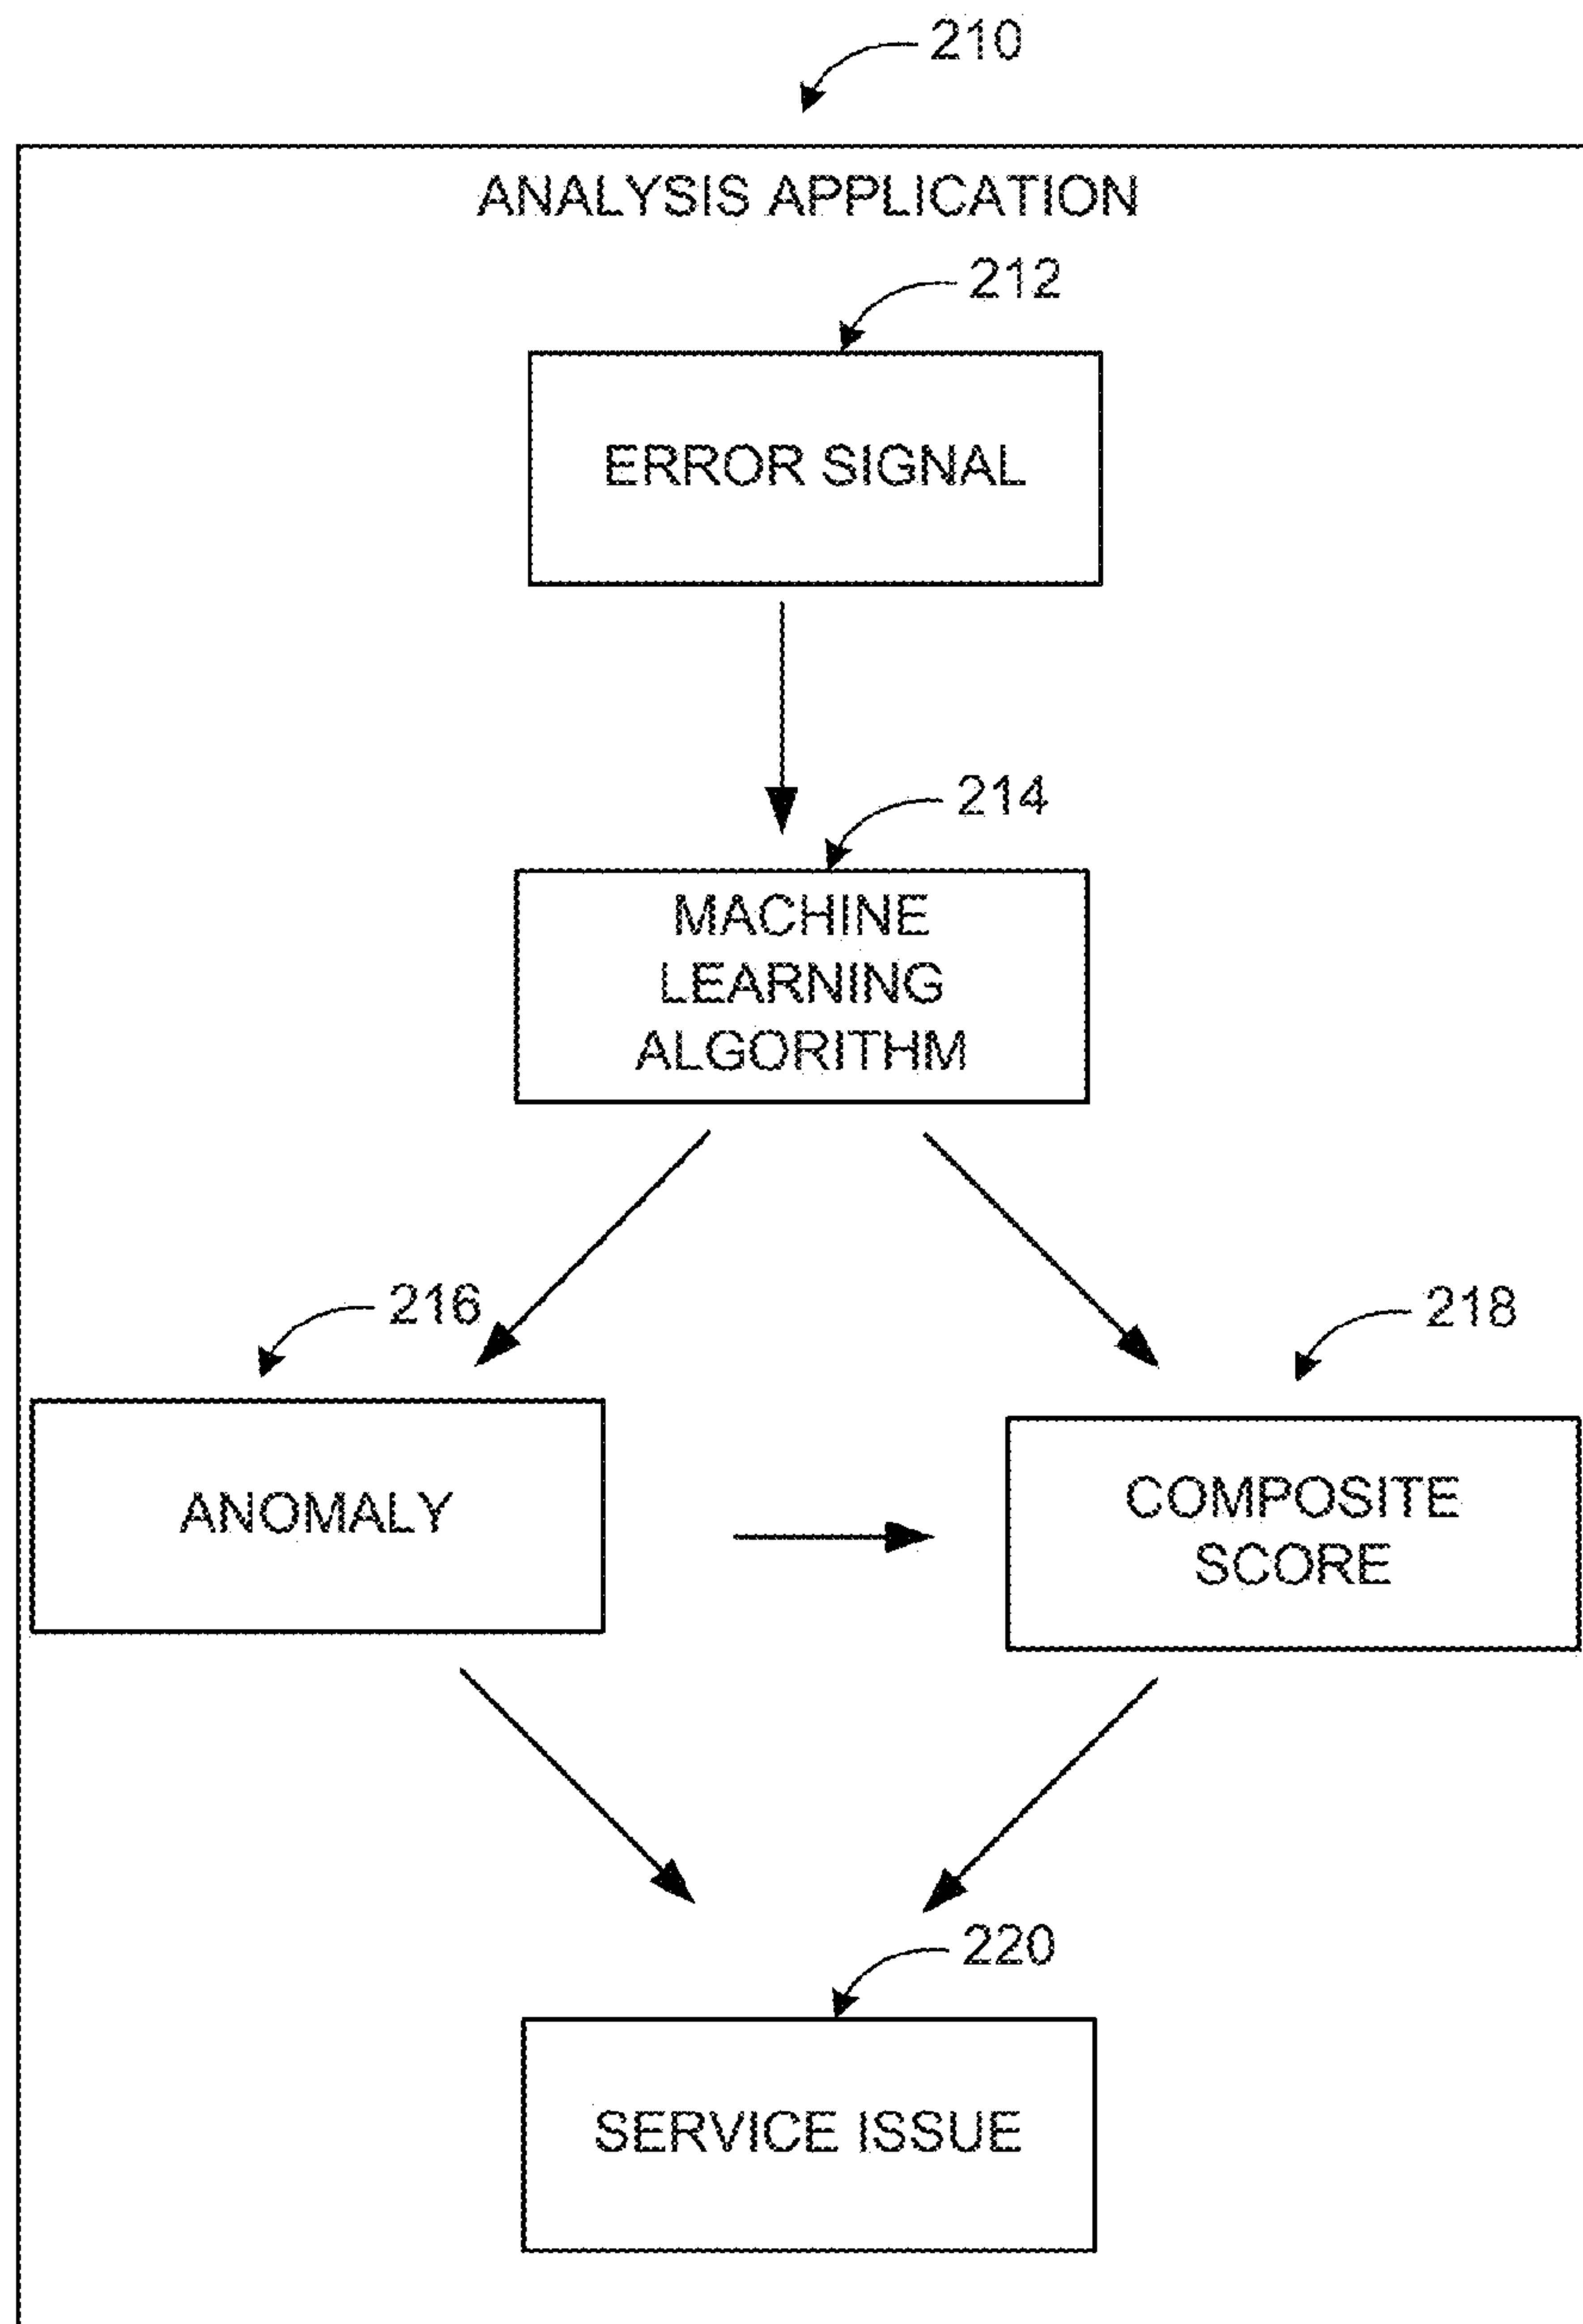 210
ANALYSIS APPLICATION
212
ERROR SIGNAL
214
MACHINE
LEARNING
ALGORITHM
216
218
ANOMALY
COMPOSITE
SCORE
220
SERVICE ISSUE